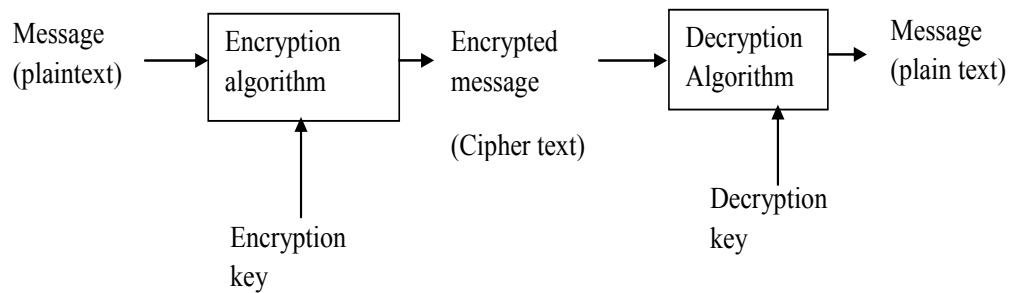 Message
(plaintext)
Encryption
algorithm
Encrypted
message
(Cipher text)
Decryption
Algorithm
Message
(plain text)
Encryption
key
Decryption
key